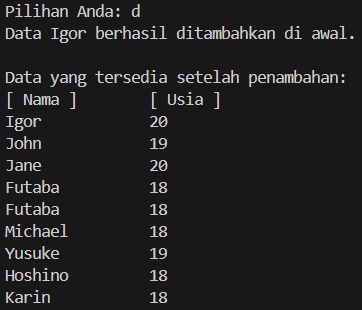 Pilihan Anda: d
Data Igor berhasil ditambahkan di awal.
Data yang tersedia setelah penambahan:
[ Nama ] [ Usia ]
Igor 20
John 19
Jane 20
Futaba 18
Futaba 18
Michael 18
Yusuke 19
Hoshino 18
Karin 18